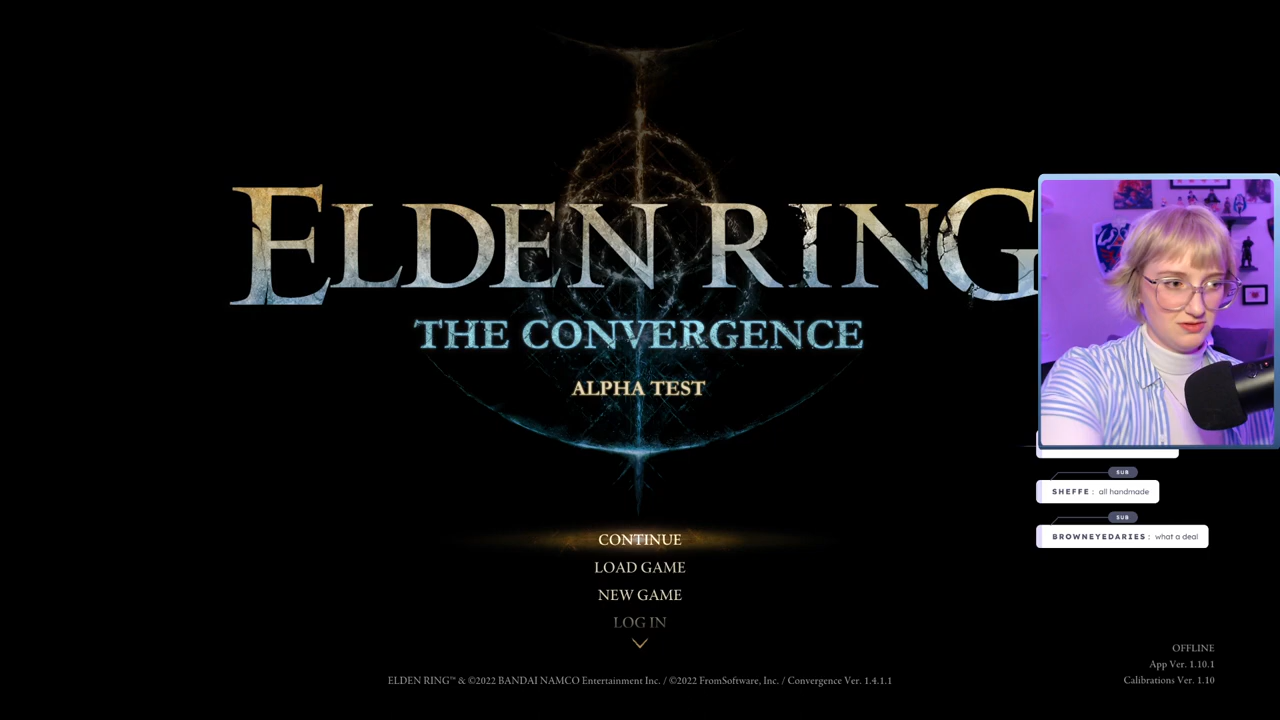 ELDEN RING
THE CONVERGENCE
ALPHA TEST
CONTINUE
LOAD GAME
NEW GAME
LOG IN
ELDEN RING™ & ©2022 BANDAI NAMCO Entertainment Inc. / ©2022 FromSoftware, Inc. / Convergence Ver. 1.4.1.1
SUB
SHEFFE : all handmade
SUB
BROWNEYEDARIES : what a deal
OFFLINE
App Ver. 1.10.1
Calibrations Ver. 1.10